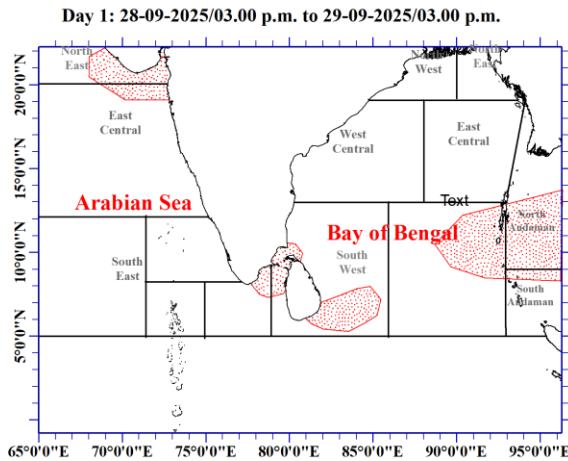 Day 1: 28-09-2025/03.00 p.m. to 29-09-2025/03.00 p.m.
North
East
North
West
North
East
East
Central
West
Central
East
Central
Text
Arabian Sea
Bay of Bengal
North
Andaman
South
East
South
West
South
Andaman
20°0'0"N
15°0'0"N
10°0'0"N
5°0'0"N
65°0'0"E
70°0'0"E
75°0'0"E
80°0'0"E
85°0'0"E
90°0'0"E
95°0'0"E